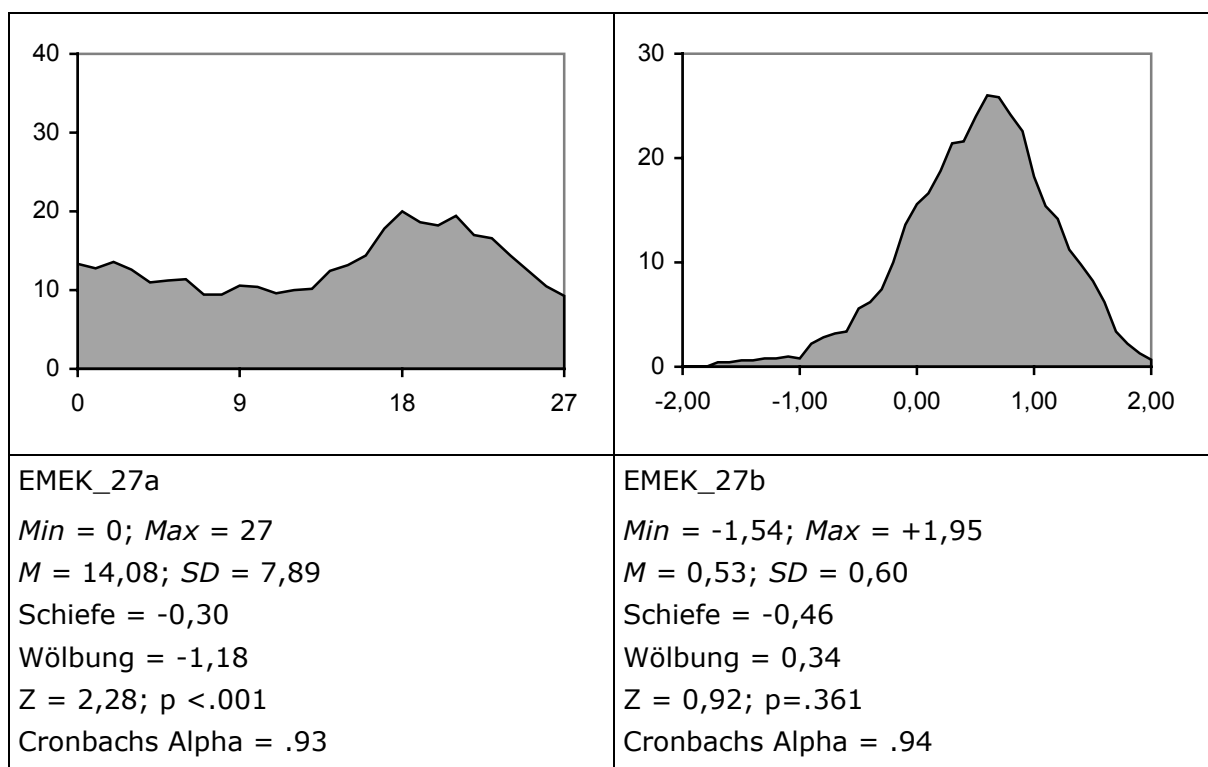 40
30
20
10
0
0 9 18 27
30
20
10
0
-2,00 -1,00 0,00 1,00 2,00
EMEK_27a
Min = 0; Max = 27
M = 14,08; SD = 7,89
Schiefe = -0,30
Wölbung = -1,18
Z = 2,28; p <.001
Cronbachs Alpha = .93
EMEK_27b
Min = -1,54; Max = +1,95
M = 0,53; SD = 0,60
Schiefe = -0,46
Wölbung = 0,34
Z = 0,92; p=.361
Cronbachs Alpha = .94